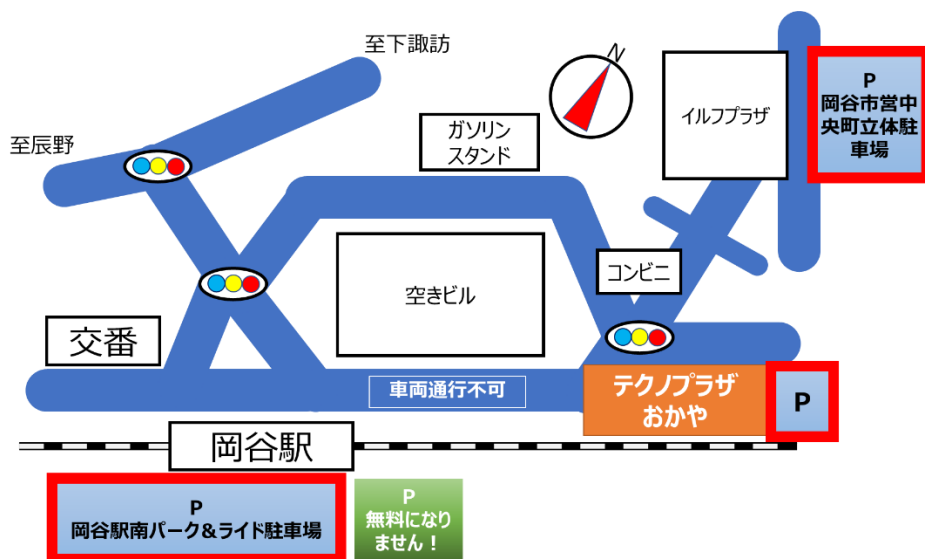 至下諏訪
N
P
岡谷市営中
央町立体駐
車場
イルフプラザ
ガソリン
スタンド
至辰野
コンビニ
空きビル
交番
車両通行不可
テクノプラザ
おかや
P
岡谷駅
P
岡谷駅南パーク&ライド駐車場
P
無料になり
ません！